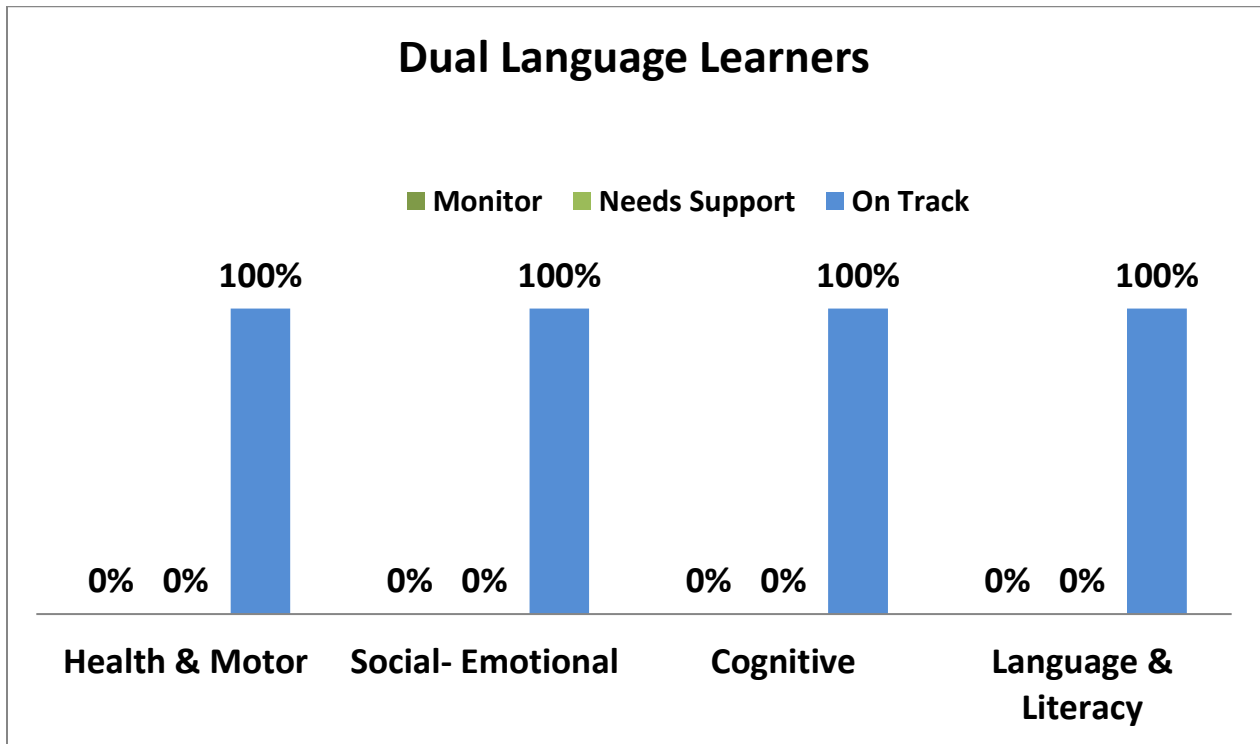 Dual Language Learners
Monitor Needs Support On Track
100% 100% 100% 100%
0% 0% 0% 0% 0% 0% 0% 0%
Health & Motor Social- Emotional Cognitive Language &
Literacy